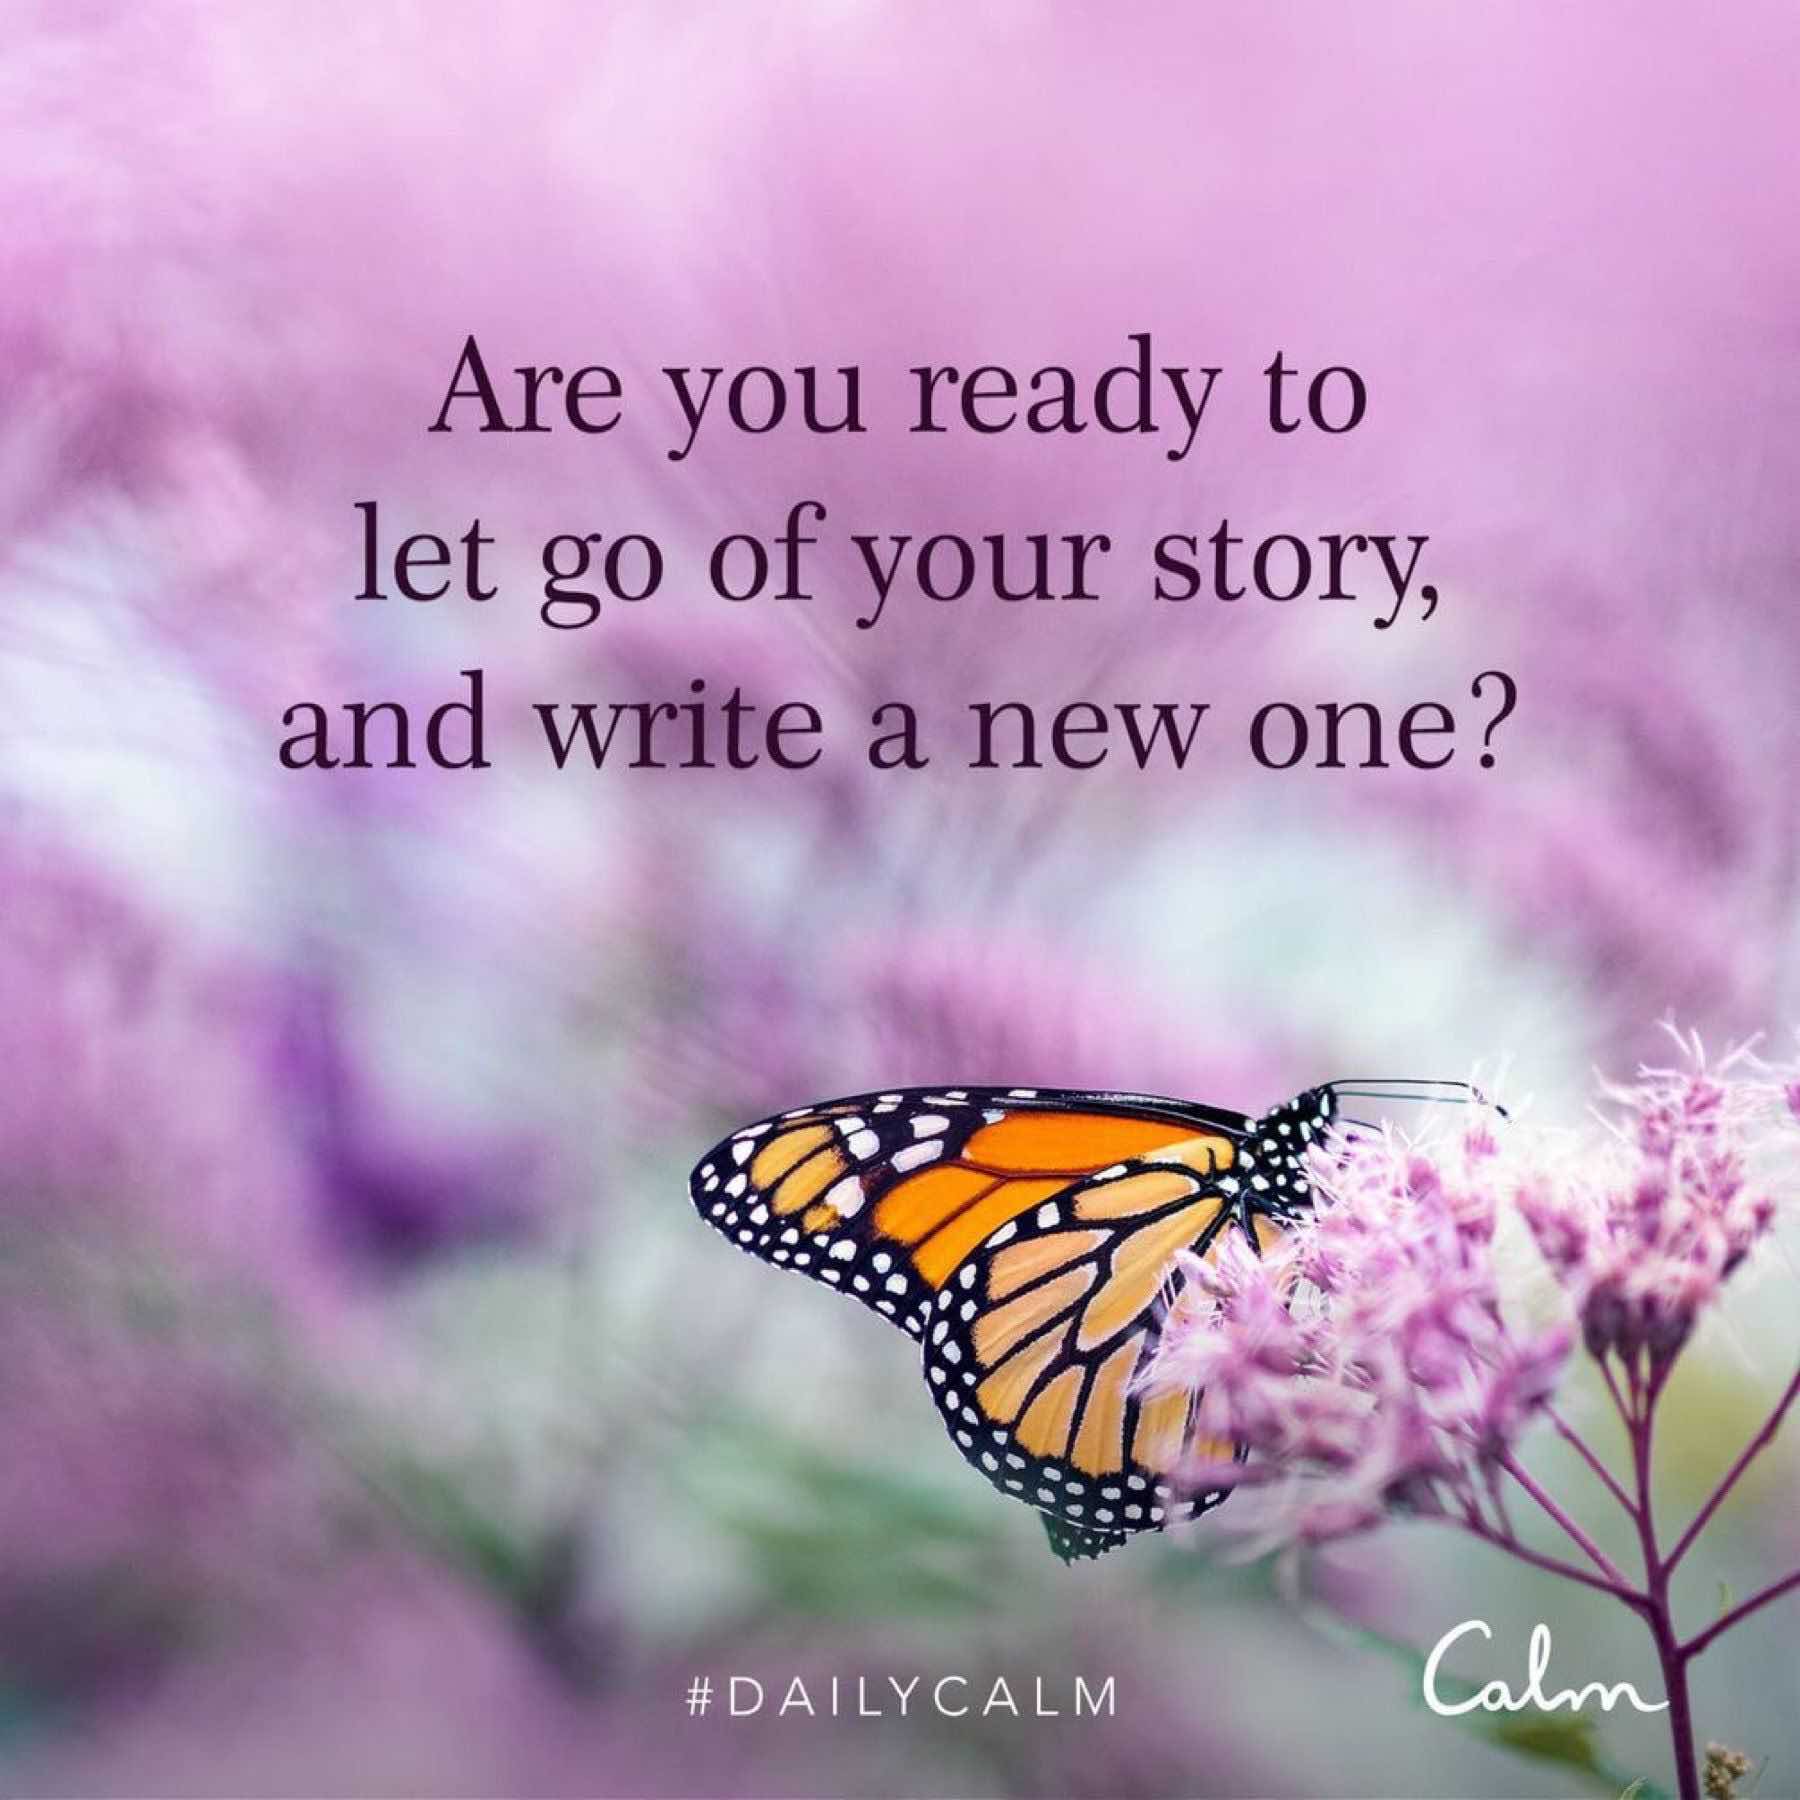 Are you ready to
let go of your story,
and write a new one?
#DAILYCALM
Calm